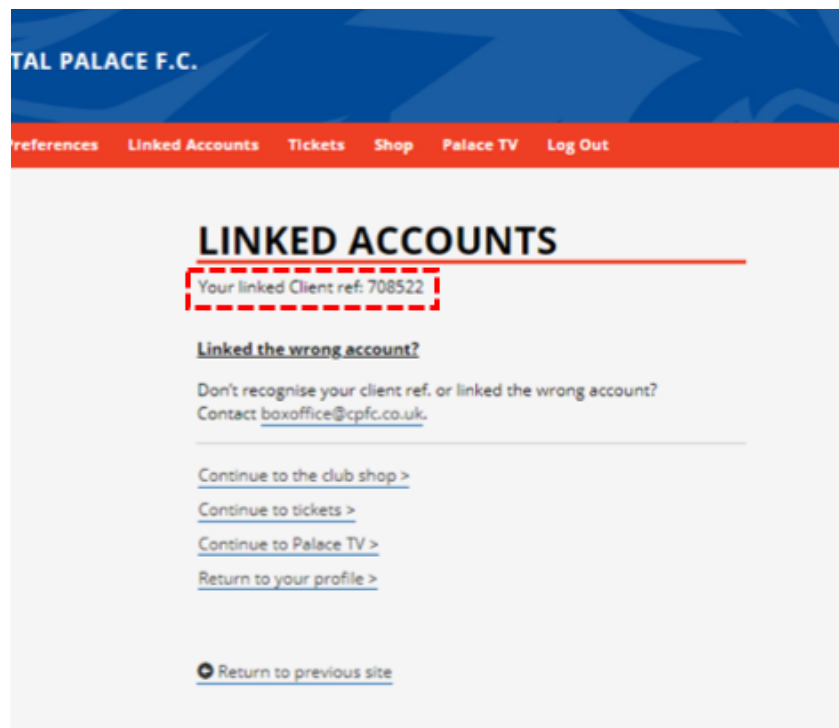 TAL PALACE F.C.
references Linked Accounts Tickets Shop Palace TV Log Out
LINKED ACCOUNTS
Your linked Client ref: 708522
Linked the wrong account?
Don't recognise your client ref. or linked the wrong account?
Contact boxoffice@cpfc.co.uk.
Continue to the club shop >
Continue to tickets >
Continue to Palace TV >
Return to your profile >
Return to previous site